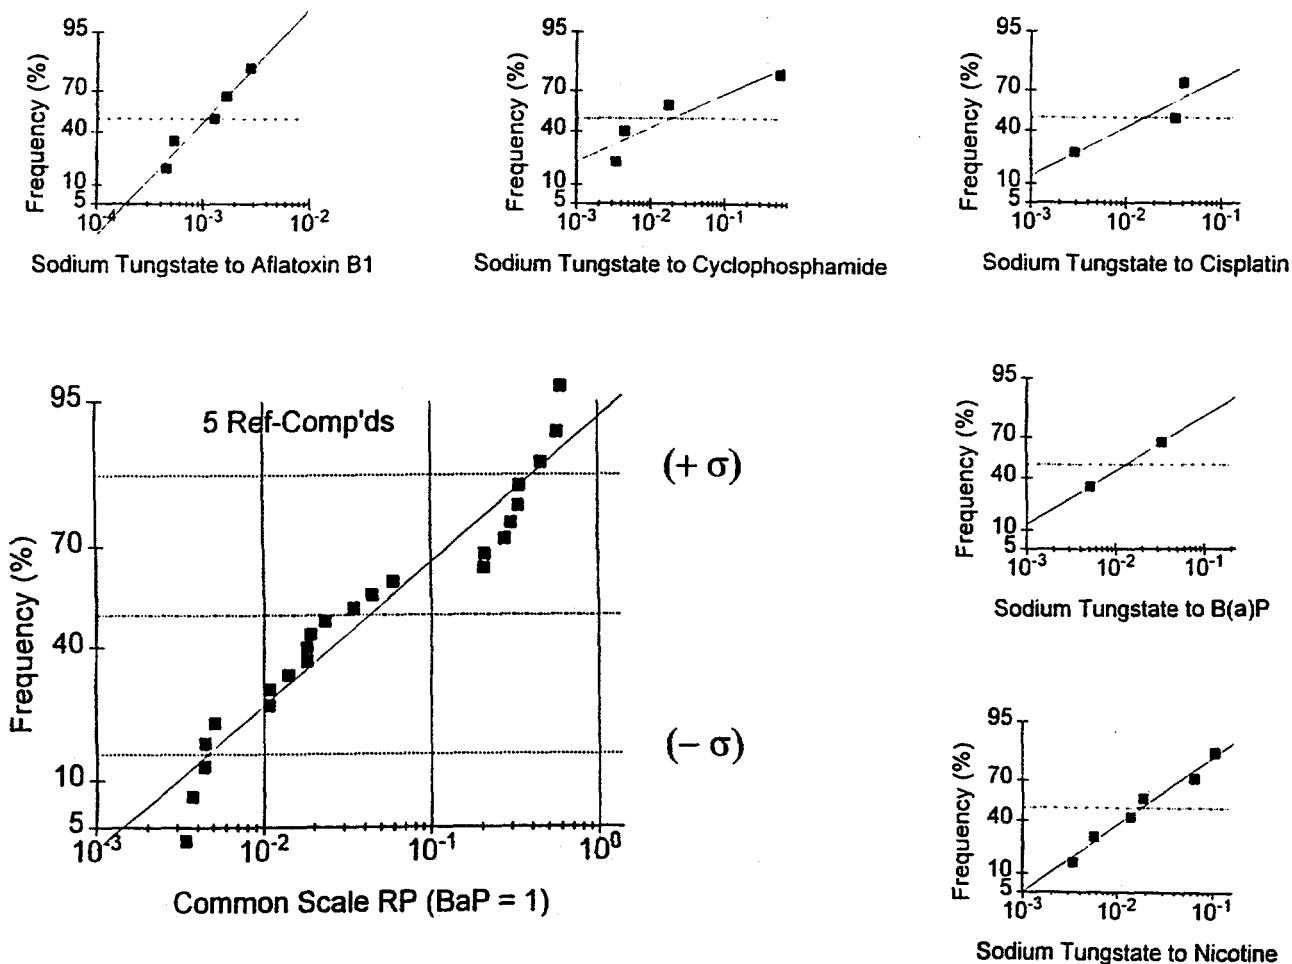 95
70
40
10
5
Frequency (%)
10⁻⁴ 10⁻³ 10⁻²
Sodium Tungstate to Aflatoxin B1
95
70
40
10
5
Frequency (%)
10⁻³ 10⁻² 10⁻¹
Sodium Tungstate to Cyclophosphamide
95
70
40
10
5
Frequency (%)
10⁻³ 10⁻² 10⁻¹
Sodium Tungstate to Cisplatin
95
70
40
10
5
Frequency (%)
5 Ref-Comp'ds
(+ σ)
(− σ)
10⁻³ 10⁻² 10⁻¹ 10⁰
Common Scale RP (BaP = 1)
95
70
40
10
5
Frequency (%)
10⁻³ 10⁻² 10⁻¹
Sodium Tungstate to B(a)P
95
70
40
10
5
Frequency (%)
10⁻³ 10⁻² 10⁻¹
Sodium Tungstate to Nicotine